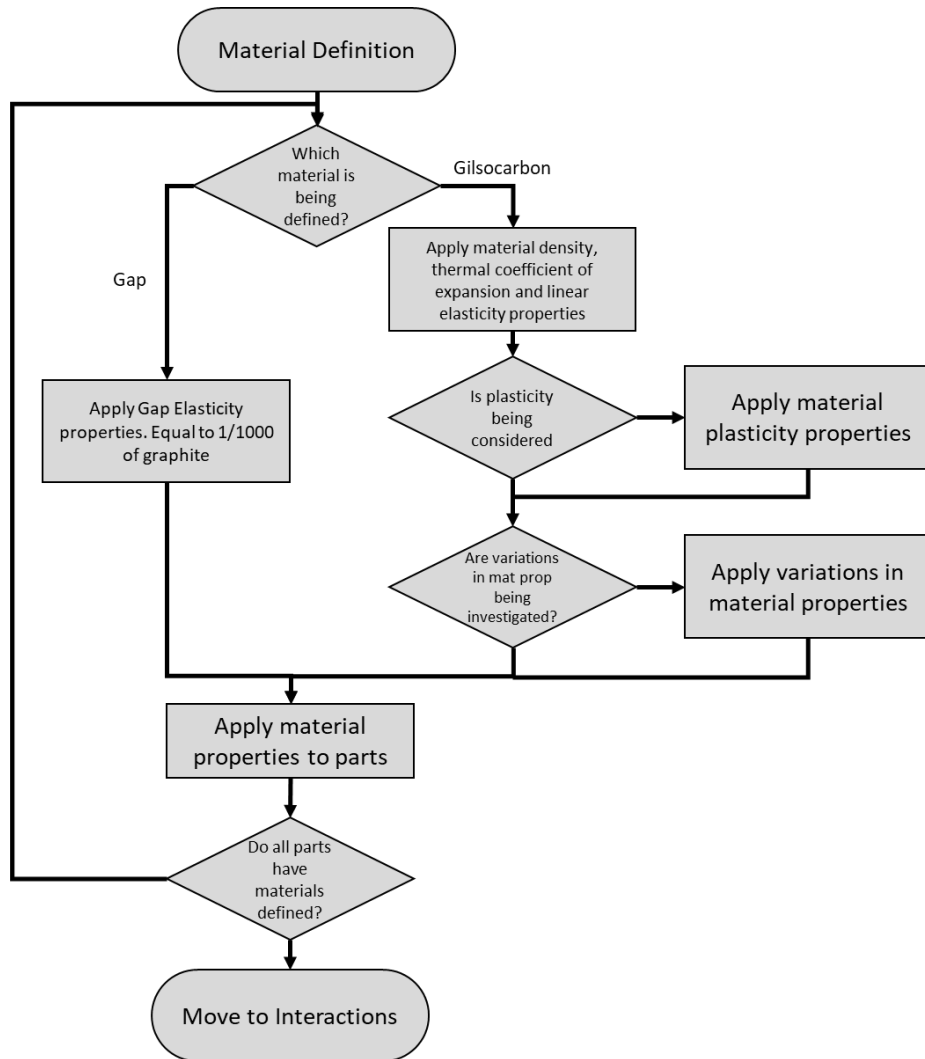 Material Definition
Which
material is
being
defined?
Gilsocarbon
Gap
Apply material density,
thermal coefficient of
expansion and linear
elasticity properties
Is plasticity
being
considered
Apply material
plasticity properties
Apply Gap Elasticity
properties. Equal to 1/1000
of graphite
Are variations
in mat prop
being
investigated?
Apply variations in
material properties
Apply material
properties to parts
Do all parts
have
materials
defined?
Move to Interactions